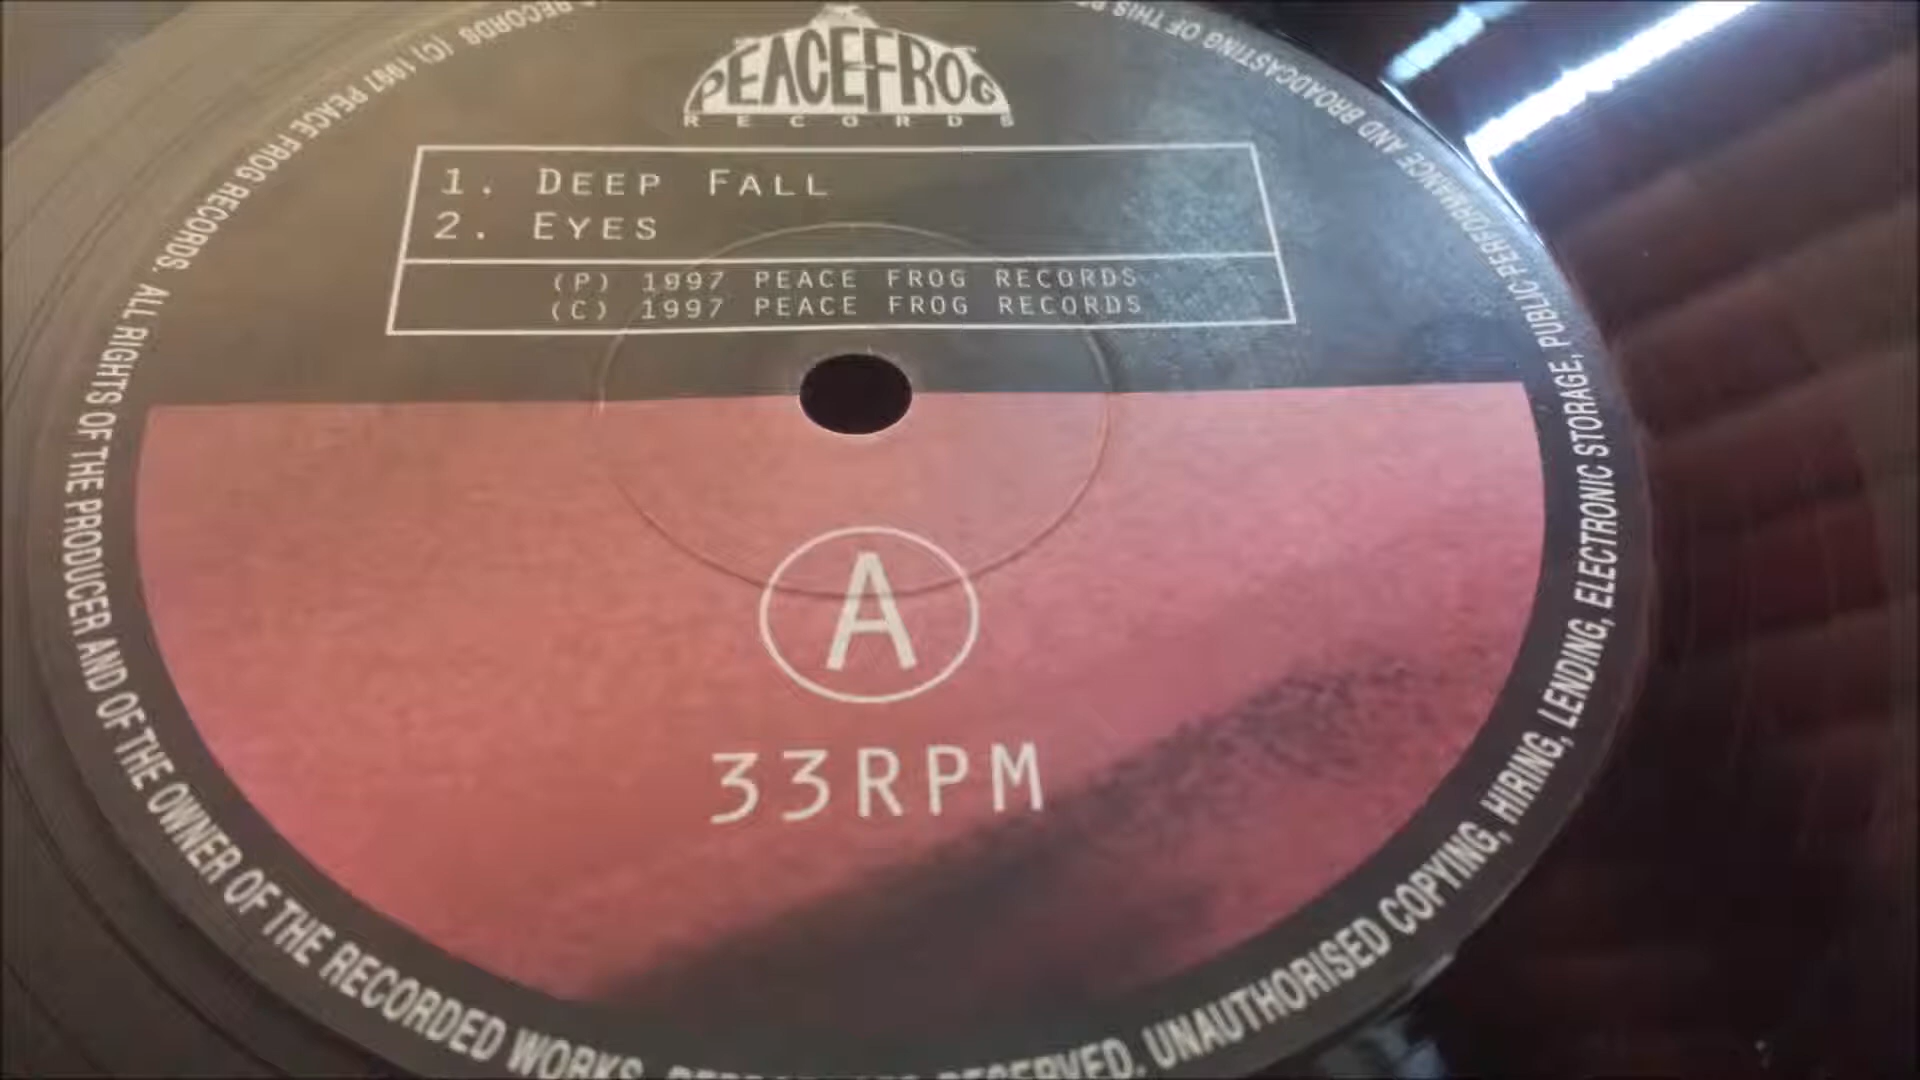 PEACEFROG
RECORDS
1. DEEP FALL
2. EYES
(P) 1997 PEACE FROG RECORDS
(C) 1997 PEACE FROG RECORDS
A
33RPM
RECORDS (C) 1997 PEACE FROG RECORDS. ALL RIGHTS OF THE PRODUCER AND OF THE OWNER OF THE RECORDED WORKS. RESERVED. UNAUTHORISED COPYING, HIRING, LENDING, ELECTRONIC STORAGE, PUBLIC PERFORMANCE AND BROADCASTING OF THIS